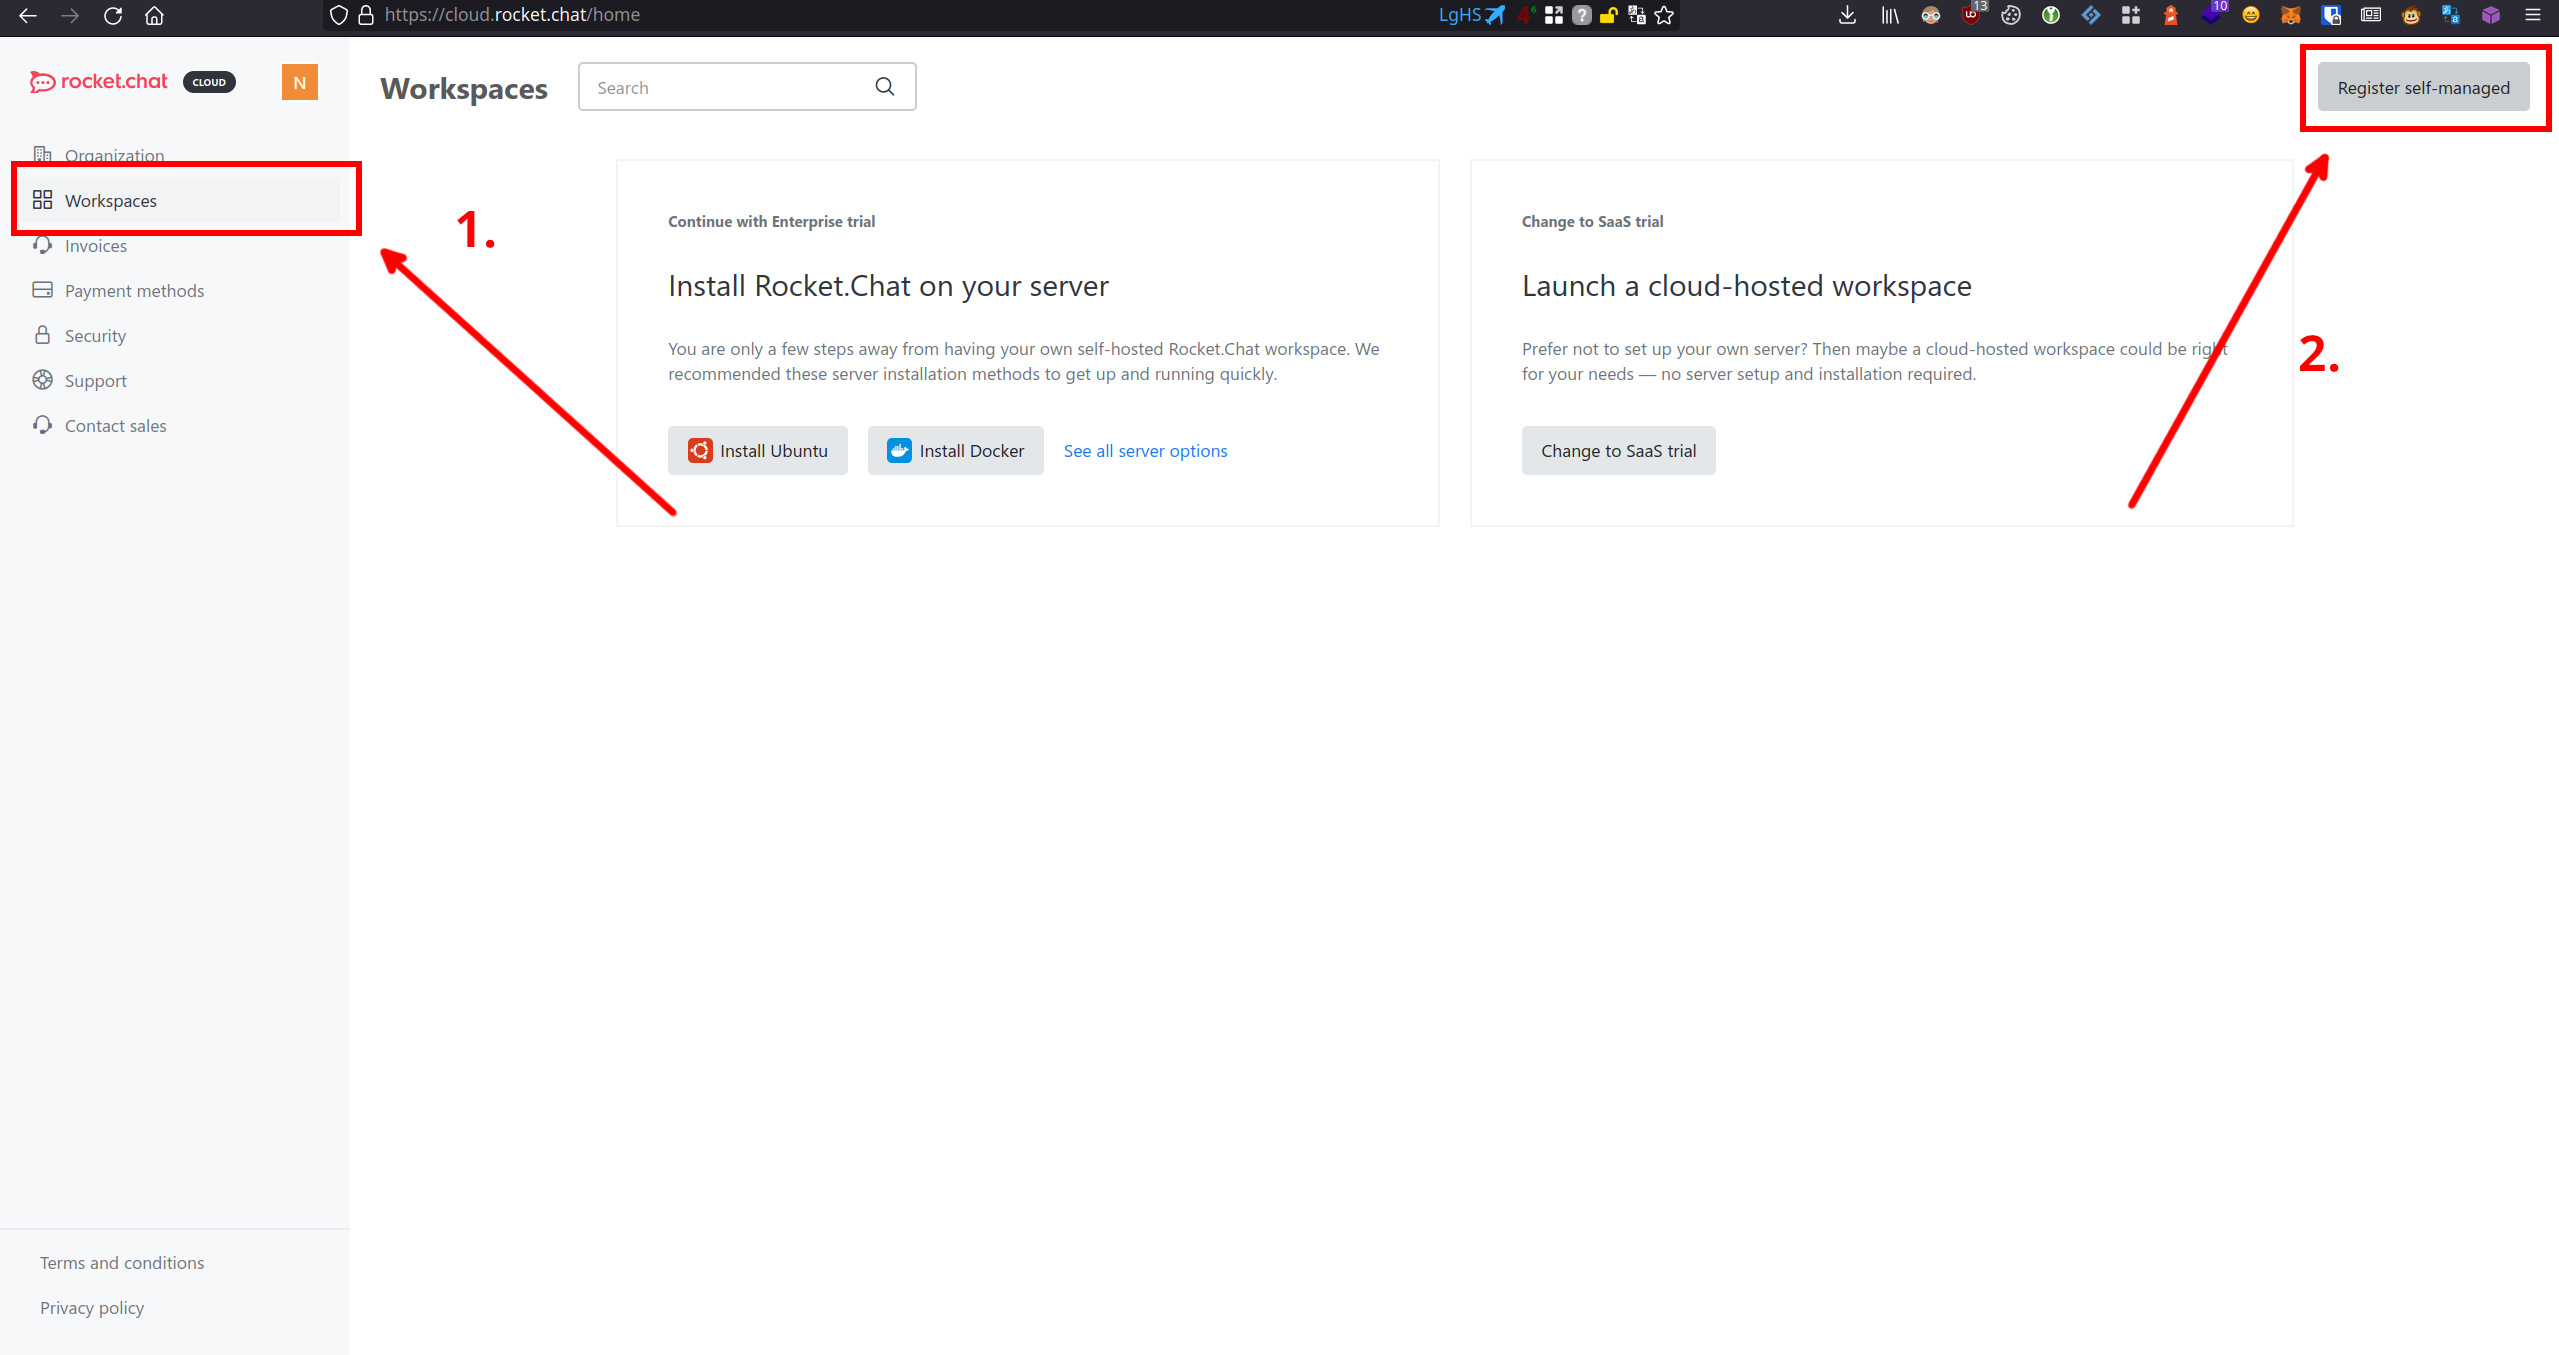 https://cloud.rocket.chat/home
LgHS
4 6
13
10
rocket.chat CLOUD
N
Workspaces
Search
Register self-managed
Organization
Workspaces
Invoices
Payment methods
Security
Support
Contact sales
1.
2.
Continue with Enterprise trial
Install Rocket.Chat on your server
You are only a few steps away from having your own self-hosted Rocket.Chat workspace. We
recommended these server installation methods to get up and running quickly.
Install Ubuntu
Install Docker
See all server options
Change to SaaS trial
Launch a cloud-hosted workspace
Prefer not to set up your own server? Then maybe a cloud-hosted workspace could be right
for your needs — no server setup and installation required.
Change to SaaS trial
Terms and conditions
Privacy policy